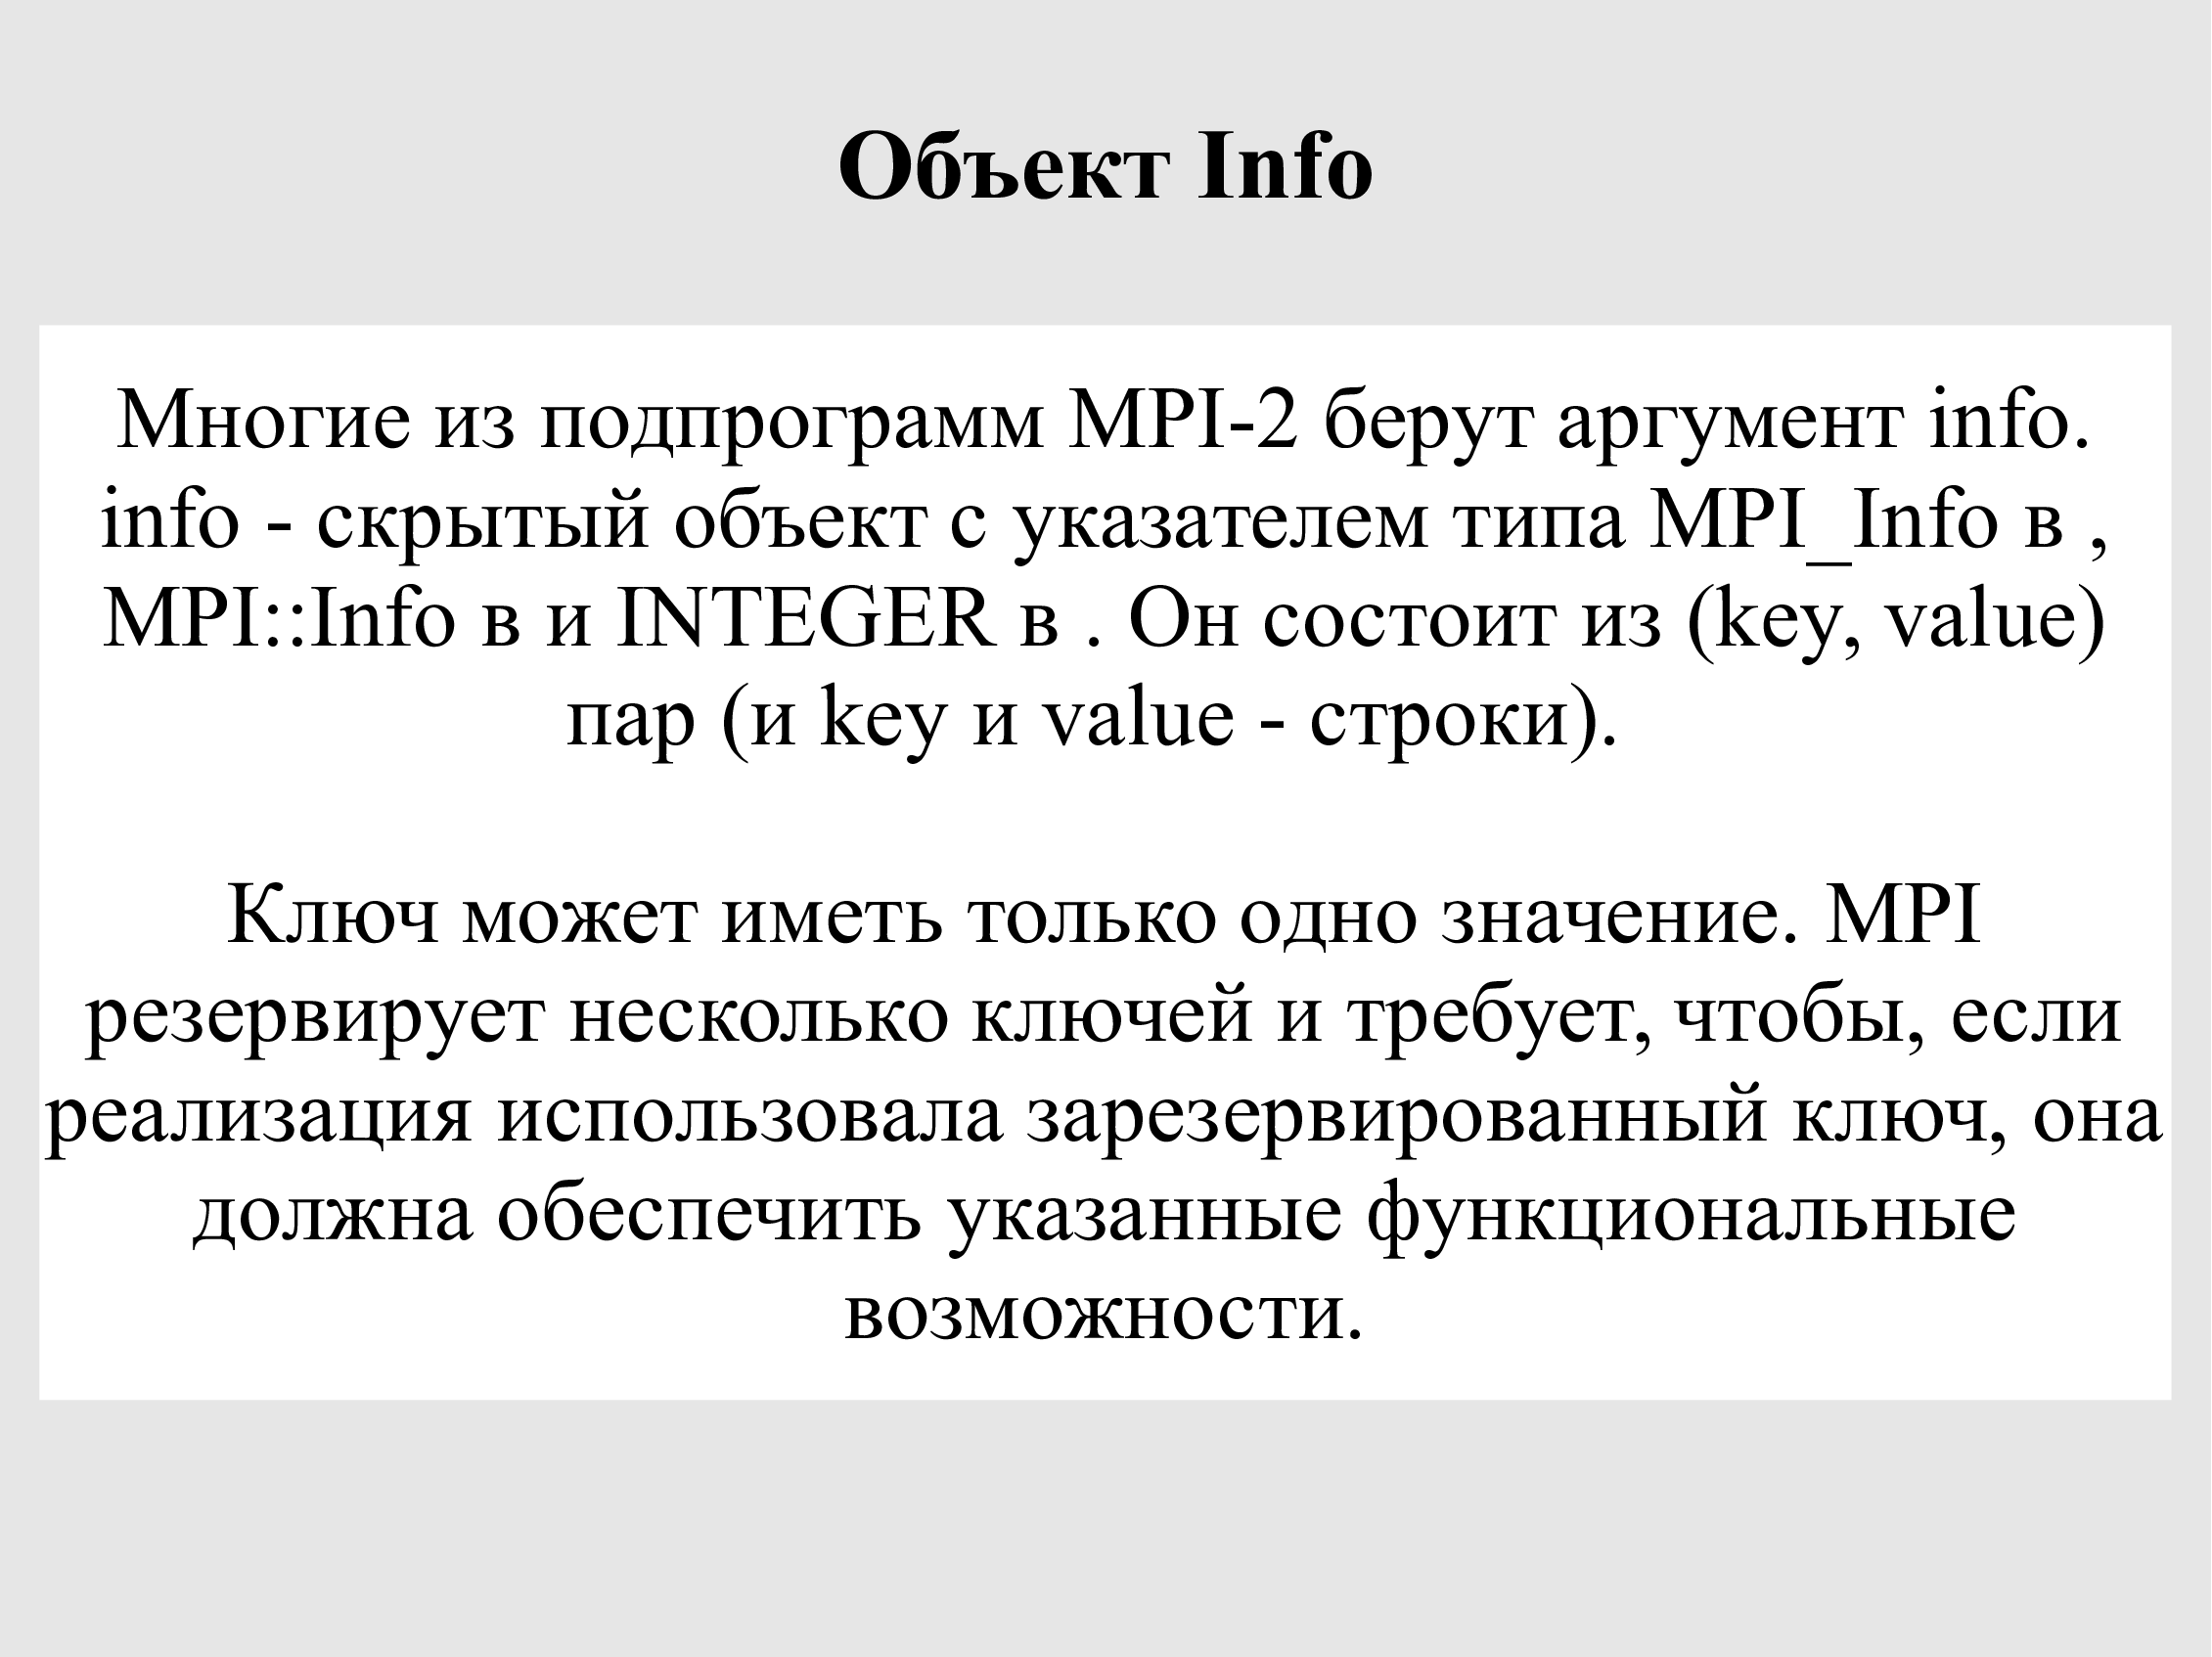 Объект Info
Многие из подпрограмм MPI-2 берут аргумент info.
info - скрытый объект с указателем типа MPI_Info в ,
MPI::Info в и INTEGER в . Он состоит из (key, value)
пар (и key и value - строки).
Ключ может иметь только одно значение. MPI
резервирует несколько ключей и требует, чтобы, если
реализация использовала зарезервированный ключ, она
должна обеспечить указанные функциональные
возможности.